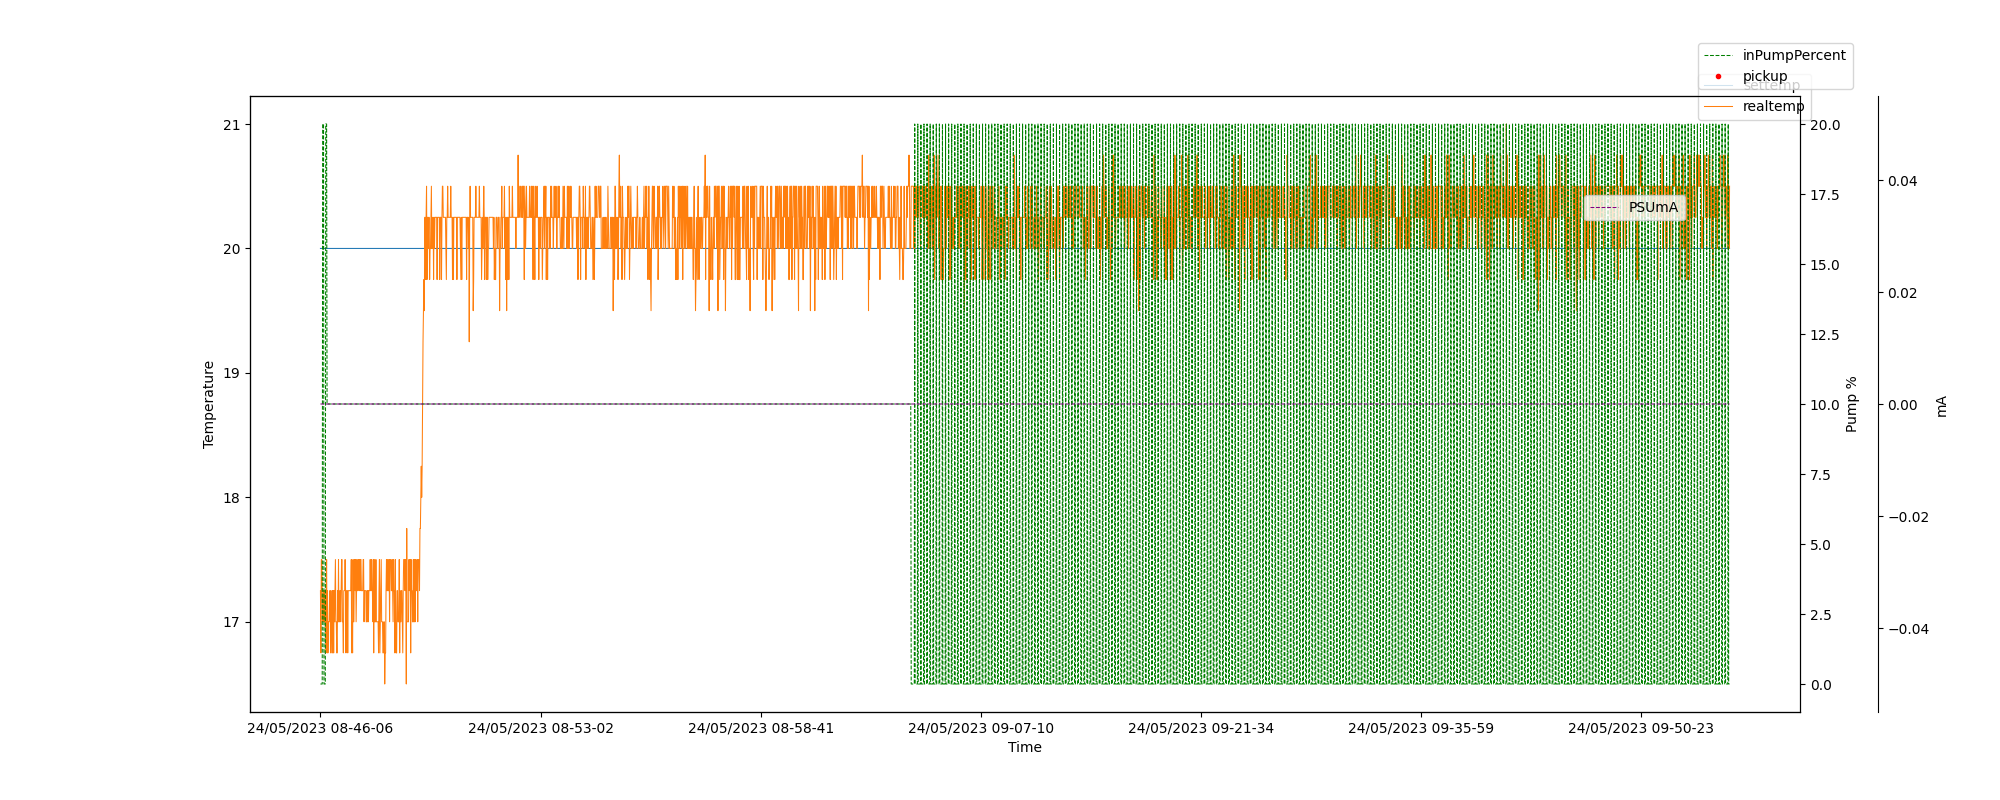 inPumpPercent
pickup
settemp
realtemp
PSUmA
21
20
19
18
17
Temperature
20.0
17.5
15.0
12.5
10.0
7.5
5.0
2.5
0.0
Pump %
0.04
0.02
0.00
−0.02
−0.04
mA
24/05/2023 08-46-06
24/05/2023 08-53-02
24/05/2023 08-58-41
24/05/2023 09-07-10
24/05/2023 09-21-34
24/05/2023 09-35-59
24/05/2023 09-50-23
Time